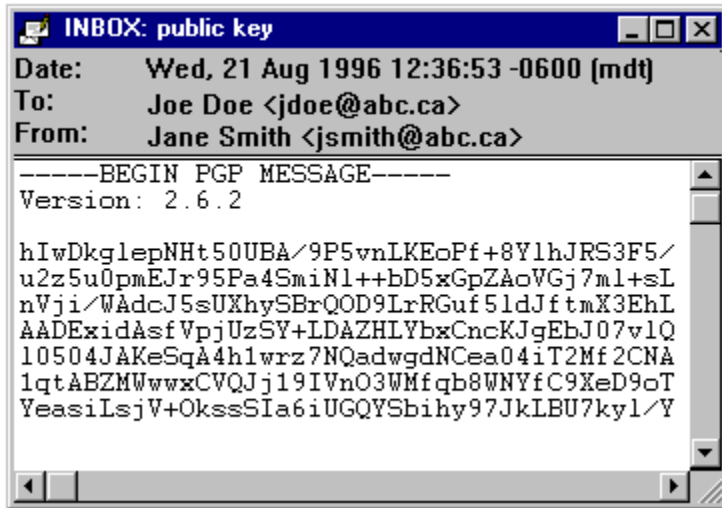 INBOX: public key
Date: Wed, 21 Aug 1996 12:36:53 -0600 (mdt)
To: Joe Doe <jdoe@abc.ca>
From: Jane Smith <jsmith@abc.ca>
-----BEGIN PGP MESSAGE-----
Version: 2.6.2
hIwDkglepNHt50UBA/9P5vnLKEoPf+8YlhJRS3F5/
u2z5u0pmEJr95Pa4SmiNl++bD5xGpZAoVGj7ml+sL
nVji/WAdcJ5sUXhySBrQOD9LrRGuf5ldJftmX3EhL
AADExidAsfVpjUzSY+LDAZHLYbxCncKJgEbJ07vlQ
l0504JAKeSqA4h1wrz7NQadwgdNCea04iT2Mf2CNA
1qtABZMWwwxCVQJj19IVnO3WMfqb8WNYfC9XeD9oT
YeasiLsjV+OkssSIa6iUGQYSbihy97JkLBU7kyl/Y